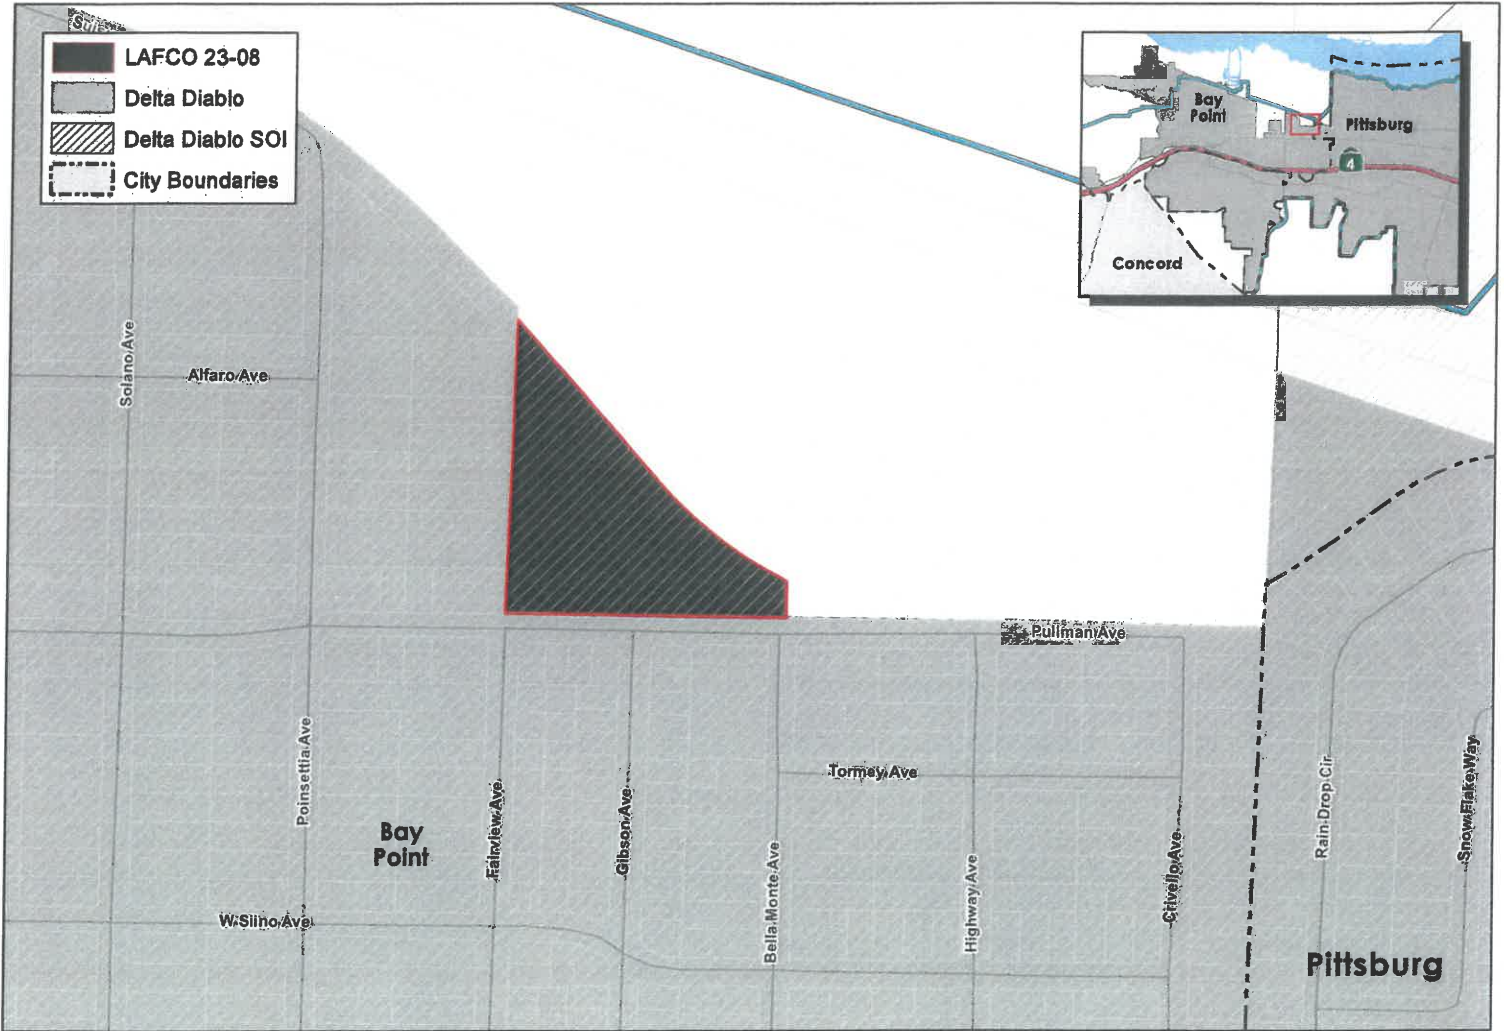 LAFCO 23-08
Delta Diablo
Delta Diablo SOI
City Boundaries
Bay
Point
Pittsburg
4
Concord
Solano Ave
Alfaro Ave
Pullman Ave
Poinsettia Ave
Bay
Point
Fairview Ave
Gibson Ave
Tormey Ave
Bella Monte Ave
Highway Ave
Crivello Ave
Rain Drop Cir
Snow Flake Way
W Siino Ave
Pittsburg